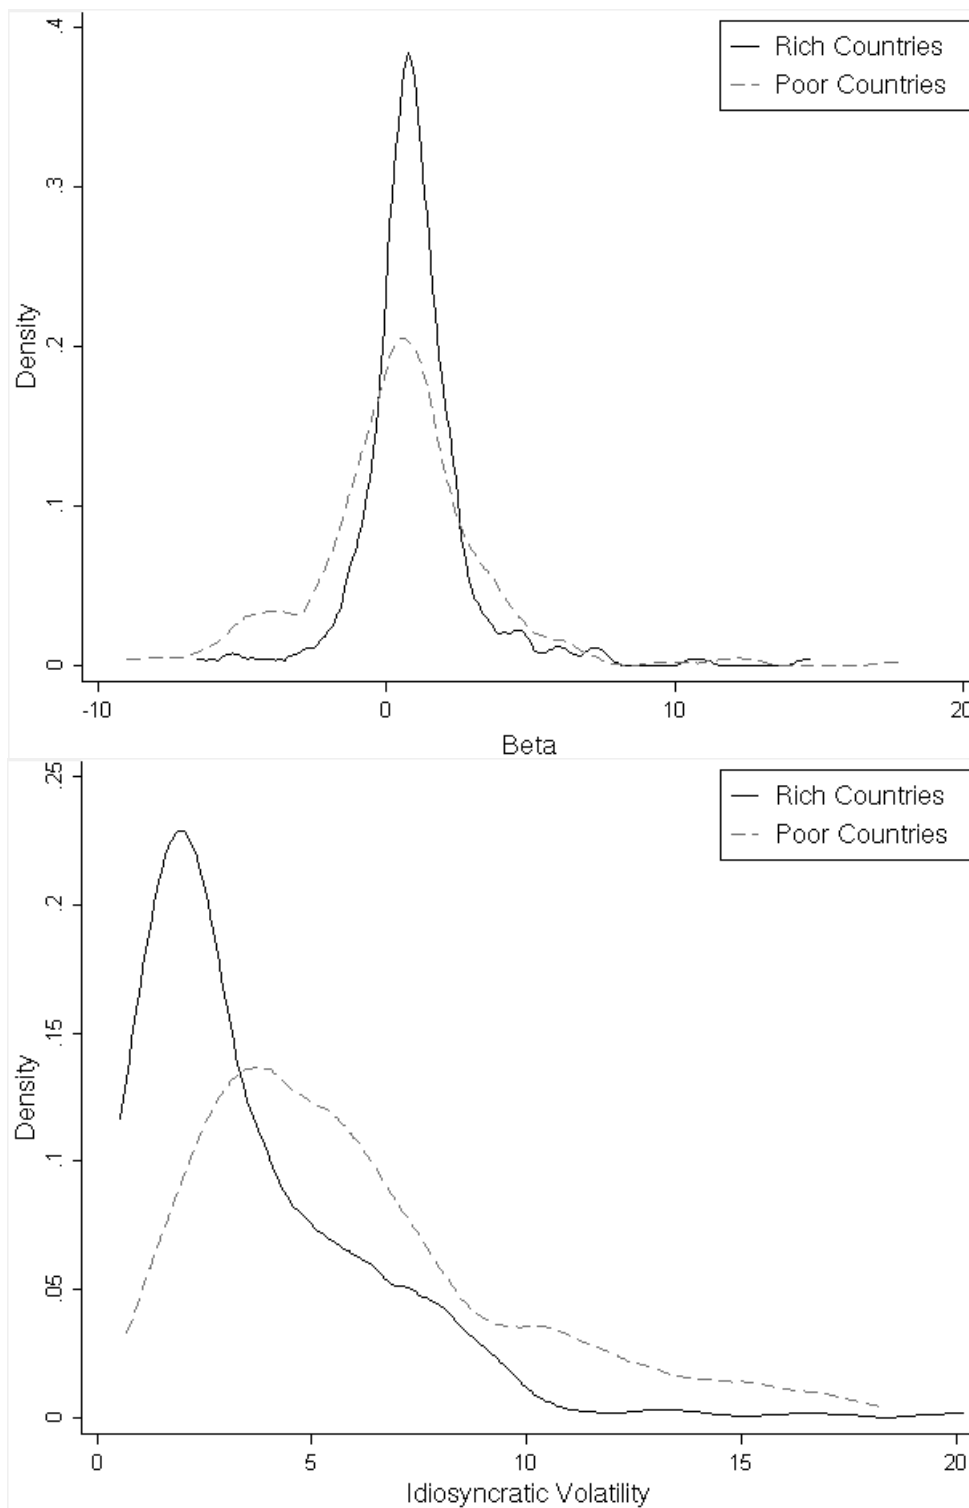 Rich Countries
Poor Countries
.4
.3
.2
.1
0
Density
-10
0
10
20
Beta
Rich Countries
Poor Countries
.25
.2
.15
.1
.05
0
Density
0
5
10
15
20
Idiosyncratic Volatility